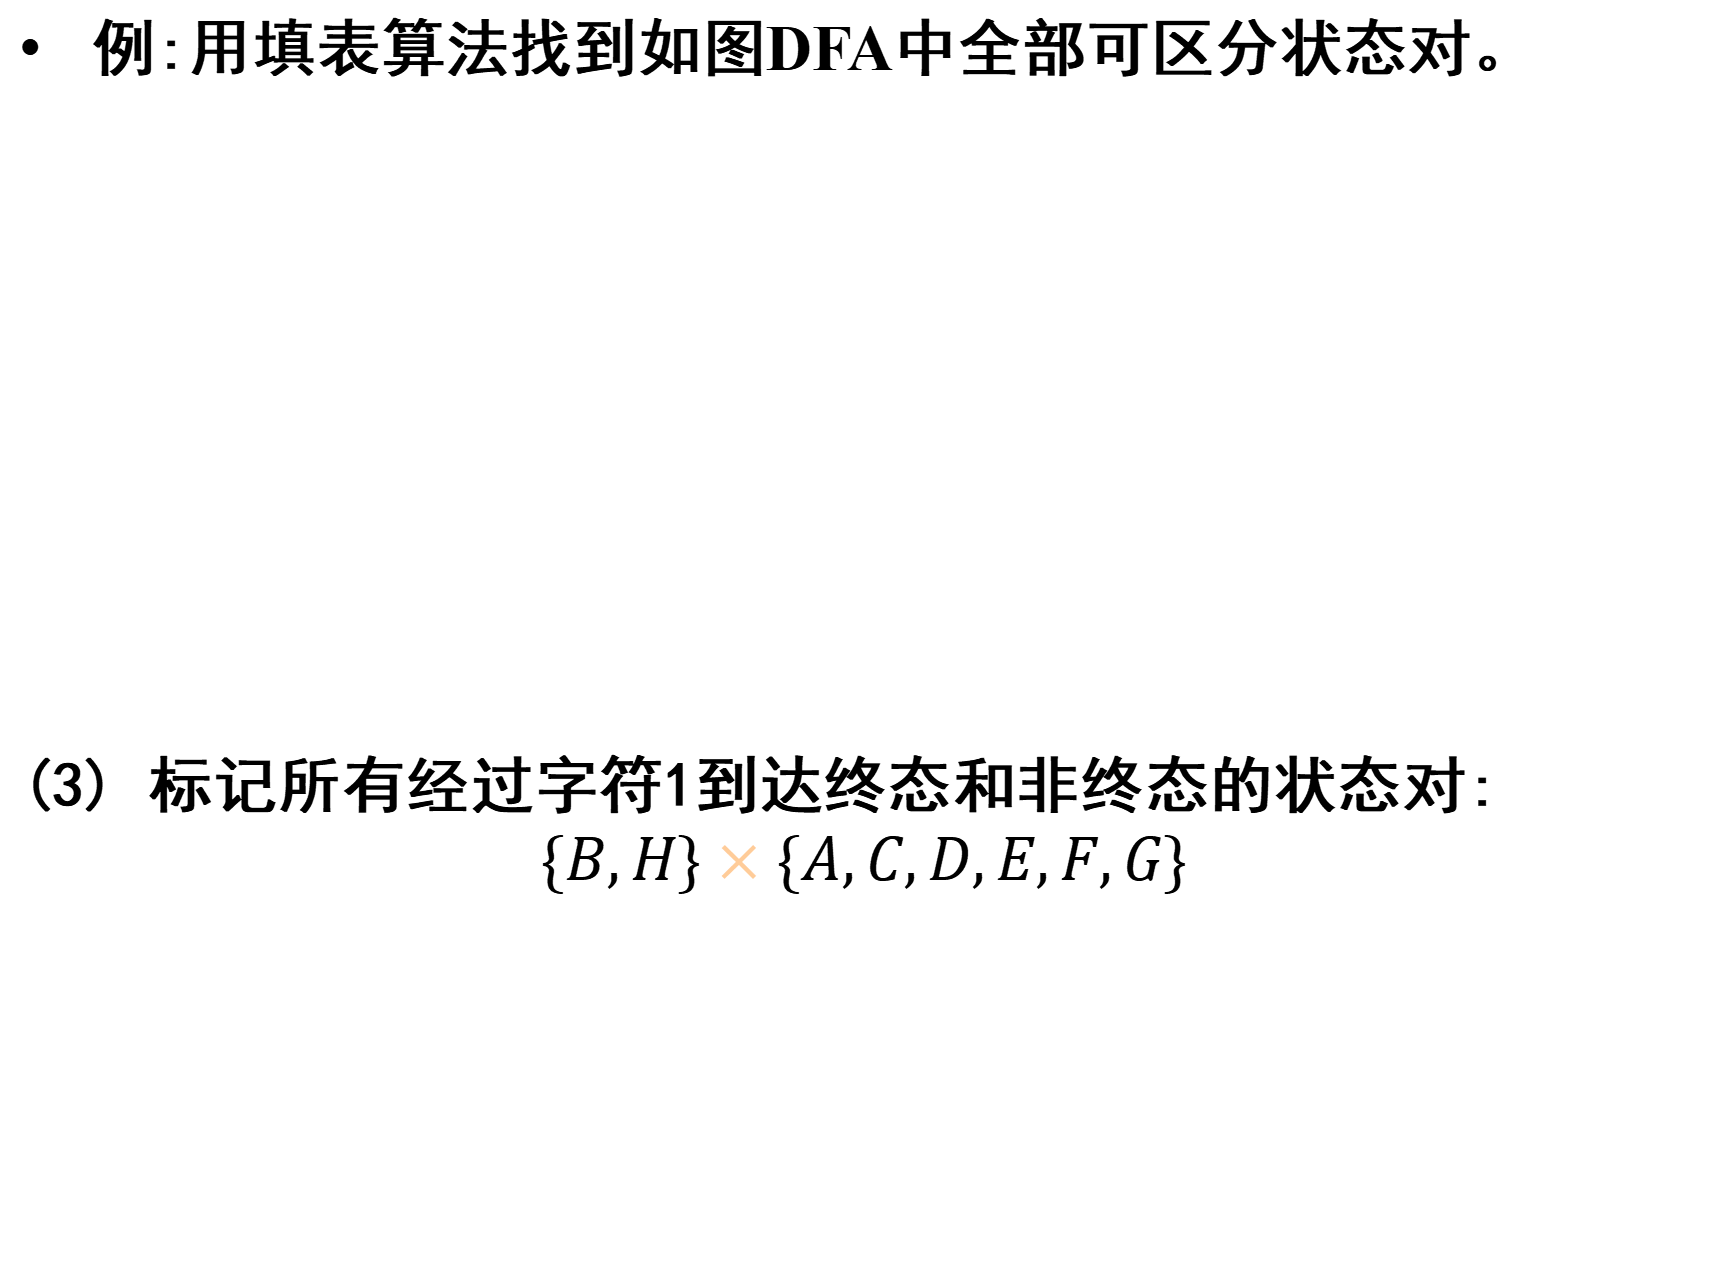 • 例:用填表算法找到如图DFA中全部可区分状态对。
(3) 标记所有经过字符1到达终态和非终态的状态对:
{B, H} × {A, C, D, E, F, G}